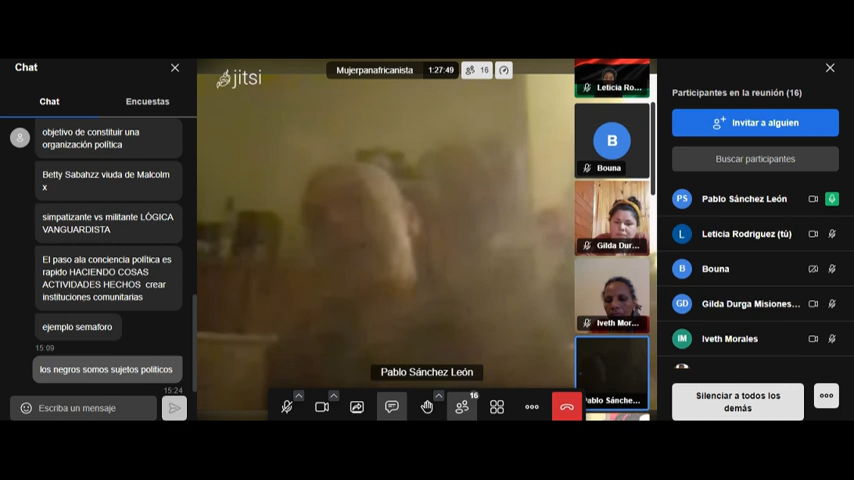 Chat
Chat
Encuestas
objetivo de constituir una
organización política
Betty Sabahzz viuda de Malcolm
x
simpatizante vs militante LÓGICA
VANGUARDISTA
El paso ala conciencia política es
rapido HACIENDO COSAS
ACTIVIDADES HECHOS crear
instituciones comunitarias
ejemplo semaforo
15:09
los negros somos sujetos politicos
15:24
Escriba un mensaje
jitsi
Mujerpanafricanista
1:27:49
16
Pablo Sánchez León
16
Leticia Ro...
B
Bouna
Gilda Dur...
Iveth Mor...
Pablo Sánche...
Participantes en la reunión (16)
Invitar a alguien
Buscar participantes
PS Pablo Sánchez León
L Leticia Rodriguez (tú)
B Bouna
GD Gilda Durga Misiones...
IM Iveth Morales
Silenciar a todos los
demás